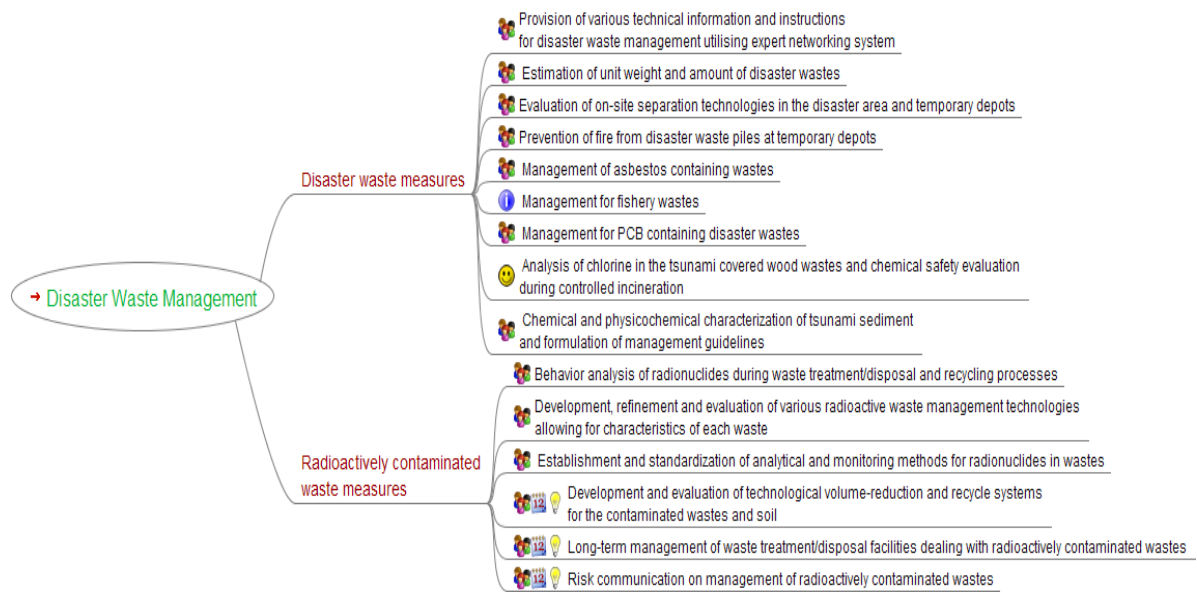 Provision of various technical information and instructions
for disaster waste management utilising expert networking system
Estimation of unit weight and amount of disaster wastes
Evaluation of on-site separation technologies in the disaster area and temporary depots
Prevention of fire from disaster waste piles at temporary depots
Management of asbestos containing wastes
Disaster waste measures
Management for fishery wastes
Management for PCB containing disaster wastes
Analysis of chlorine in the tsunami covered wood wastes and chemical safety evaluation
during controlled incineration
Disaster Waste Management
Chemical and physicochemical characterization of tsunami sediment
and formulation of management guidelines
Behavior analysis of radionuclides during waste treatment/disposal and recycling processes
Development, refinement and evaluation of various radioactive waste management technologies
allowing for characteristics of each waste
Radioactively contaminated
waste measures
Establishment and standardization of analytical and monitoring methods for radionuclides in wastes
12 Development and evaluation of technological volume-reduction and recycle systems
for the contaminated wastes and soil
12 Long-term management of waste treatment/disposal facilities dealing with radioactively contaminated wastes
12 Risk communication on management of radioactively contaminated wastes